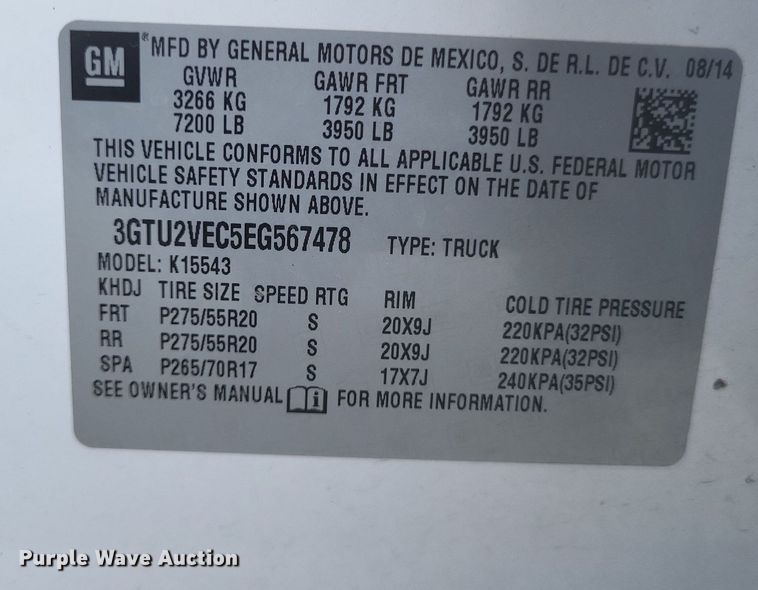 GM
® MFD BY GENERAL MOTORS DE MEXICO, S. DE R.L. DE C.V. 08/14
GVWR GAWR FRT GAWR RR
3266 KG 1792 KG 1792 KG
7200 LB 3950 LB 3950 LB
THIS VEHICLE CONFORMS TO ALL APPLICABLE U.S. FEDERAL MOTOR
VEHICLE SAFETY STANDARDS IN EFFECT ON THE DATE OF
MANUFACTURE SHOWN ABOVE.
3GTU2VEC5EG567478 TYPE: TRUCK
MODEL: K15543
KHDJ TIRE SIZE SPEED RTG RIM COLD TIRE PRESSURE
FRT P275/55R20 S 20X9J 220KPA(32PSI)
RR P275/55R20 S 20X9J 220KPA(32PSI)
SPA P265/70R17 S 17X7J 240KPA(35PSI)
SEE OWNER'S MANUAL i FOR MORE INFORMATION.
Purple Wave Auction